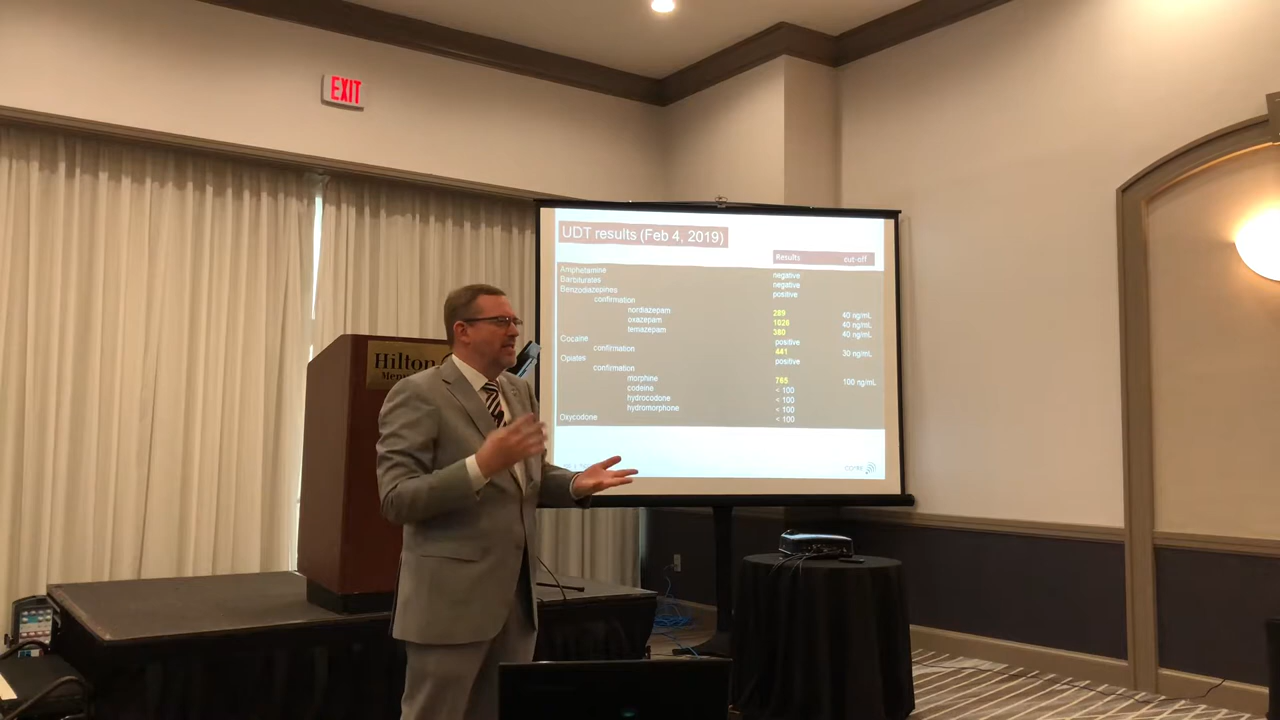 EXIT
Hilton
UDT results (Feb 4, 2019)
Results cut-off
Amphetamine negative
Barbiturates negative
Benzodiazepines positive
confirmation
nordiazepam 289 40 ng/mL
oxazepam 1026 40 ng/mL
temazepam 380 40 ng/mL
Cocaine positive
confirmation 441 30 ng/mL
Opiates positive
confirmation
morphine 765 100 ng/mL
codeine < 100
hydrocodone < 100
hydromorphone < 100
Oxycodone < 100